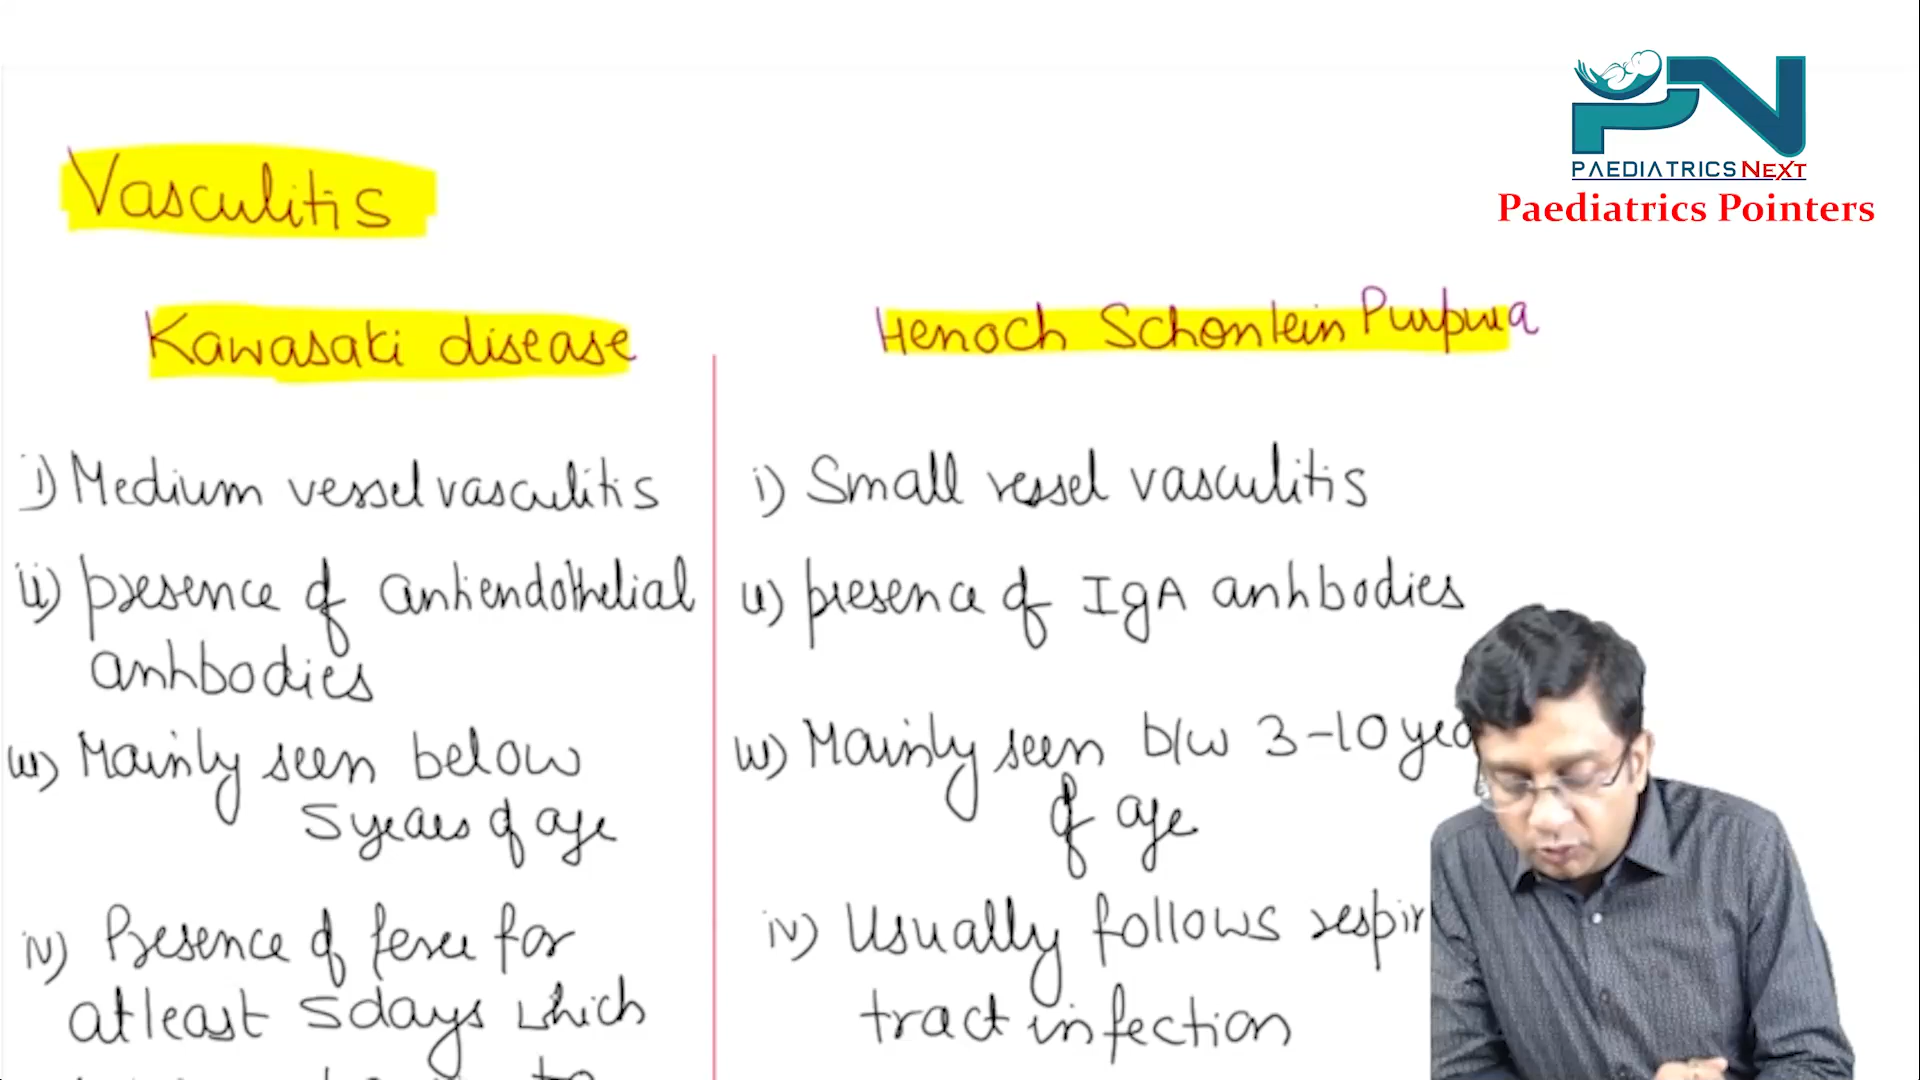 PAEDIATRICS NEXT
Paediatrics Pointers
Vasculitis
Kawasaki disease
i) Medium vessel vasculitis
ii) presence of antiendothelial
antibodies
iii) Mainly seen below
5 years of age
iv) Presence of fever for
atleast 5 days which
Henoch Schonlein Purpura
i) Small vessel vasculitis
ii) presence of IgA antibodies
iii) Mainly seen b/w 3-10 yea
of age
iv) Usually follows respir
tract infection